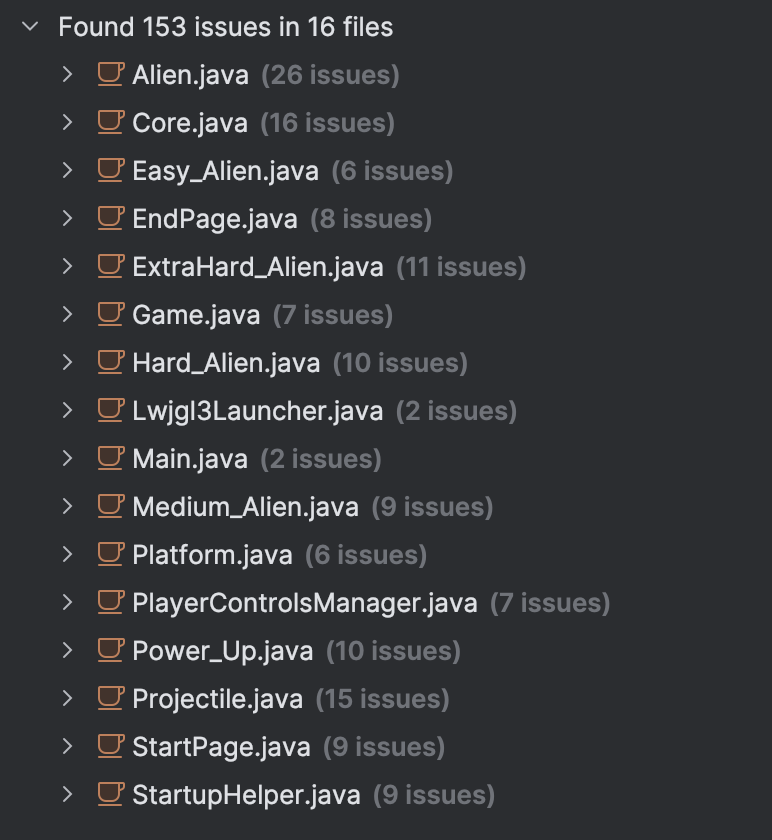 Found 153 issues in 16 files
Alien.java (26 issues)
Core.java (16 issues)
Easy_Alien.java (6 issues)
EndPage.java (8 issues)
ExtraHard_Alien.java (11 issues)
Game.java (7 issues)
Hard_Alien.java (10 issues)
Lwjgl3Launcher.java (2 issues)
Main.java (2 issues)
Medium_Alien.java (9 issues)
Platform.java (6 issues)
PlayerControlsManager.java (7 issues)
Power_Up.java (10 issues)
Projectile.java (15 issues)
StartPage.java (9 issues)
StartupHelper.java (9 issues)